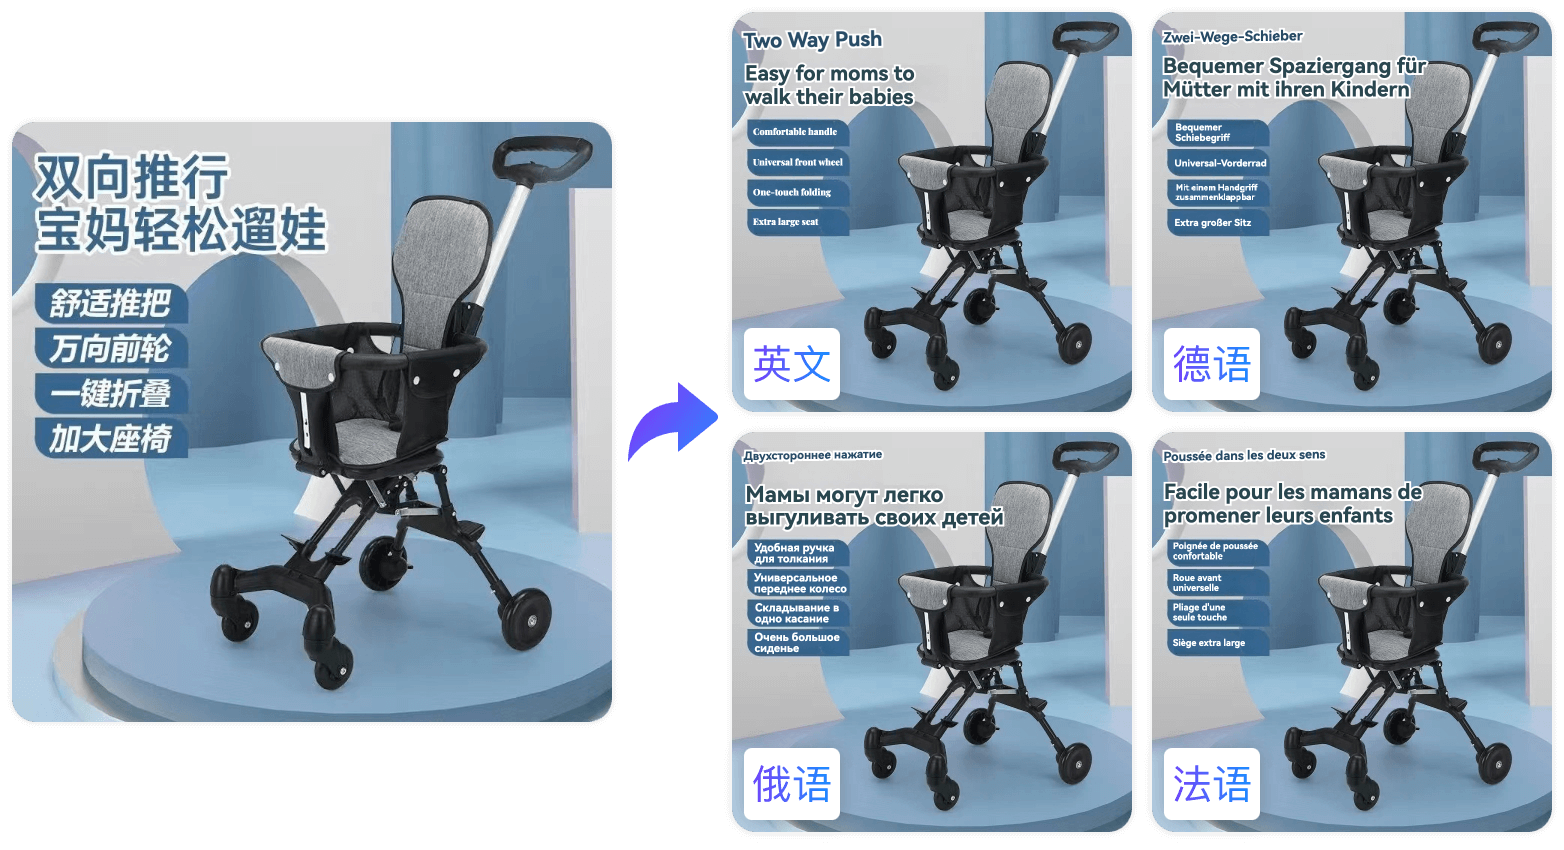 双向推行
宝妈轻松遛娃
舒适推把
万向前轮
一键折叠
加大座椅
Two Way Push
Easy for moms to
walk their babies
Comfortable handle
Universal front wheel
One-touch folding
Extra large seat
英文
Zwei-Wege-Schieber
Bequemer Spaziergang für
Mütter mit ihren Kindern
Bequemer
Schiebegriff
Universal-Vorderrad
Mit einem Handgriff
zusammenklappbar
Extra großer Sitz
德语
Двухстороннее нажатие
Мамы могут легко
выгуливать своих детей
Удобная ручка
для толкания
Универсальное
переднее колесо
Складывание в
одно касание
Очень большое
сиденье
俄语
Poussée dans les deux sens
Facile pour les mamans de
promener leurs enfants
Poignée de poussée
confortable
Roue avant
universelle
Pliage d'une
seule touche
Siège extra large
法语